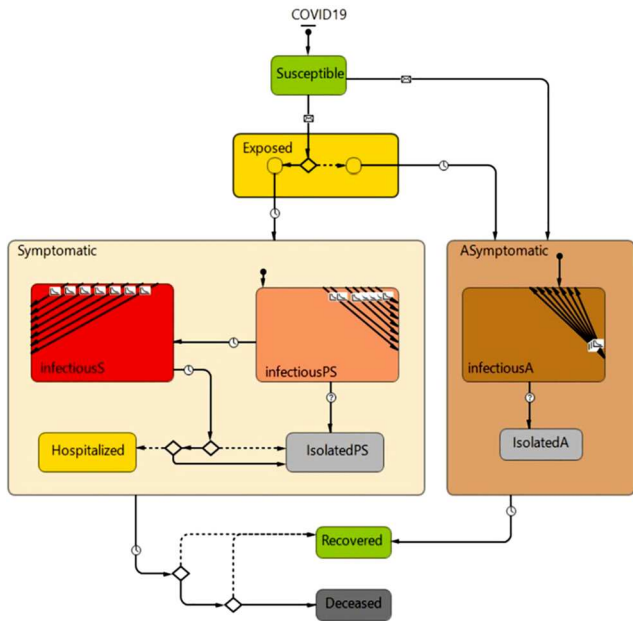 COVID19
Susceptible
Exposed
Symptomatic
ASymptomatic
infectiousS
infectiousPS
infectiousA
Hospitalized
IsolatedPS
IsolatedA
Recovered
Deceased